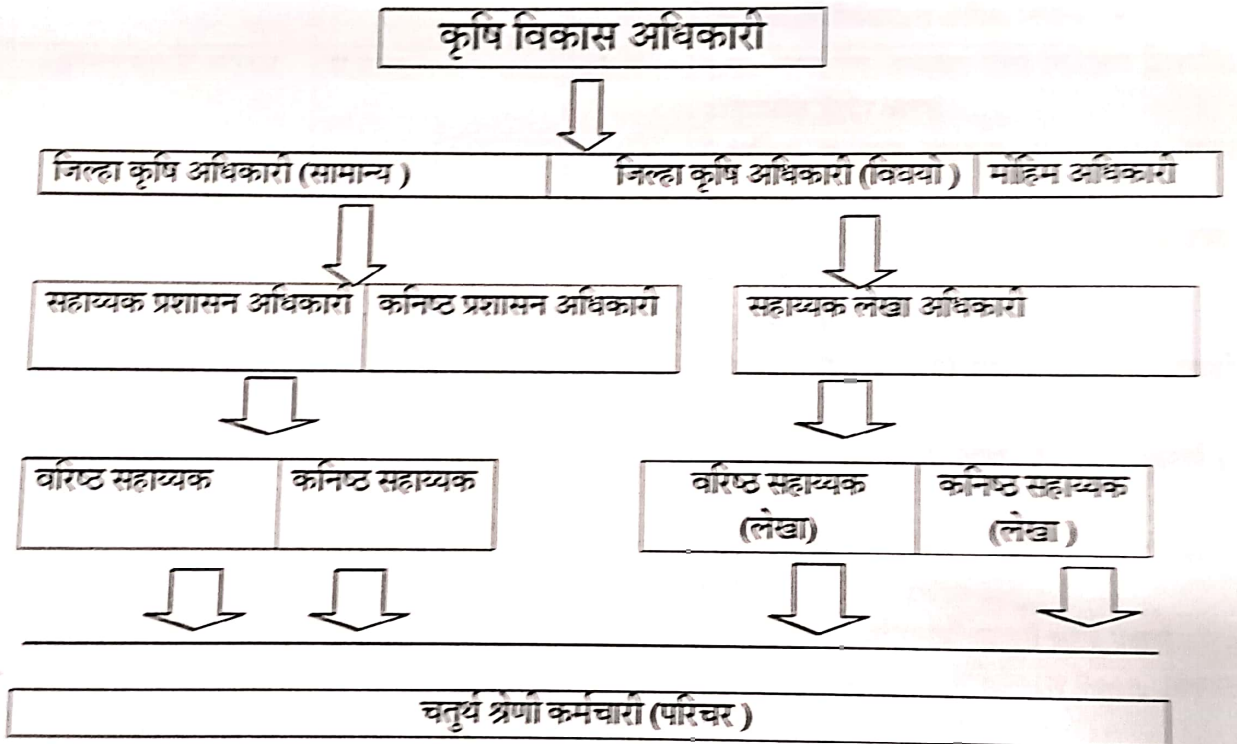 कृषि विकास अधिकारी
जिल्हा कृषि अधिकारी (सामान्य )
जिल्हा कृषि अधिकारी (विघयो )
मोहिम अधिकारी
सहाय्यक प्रशासन अधिकारी
कनिष्ठ प्रशासन अधिकारी
सहाय्यक लेखा अधिकारी
वरिष्ठ सहाय्यक
कनिष्ठ सहाय्यक
वरिष्ठ सहाय्यक
(लेखा)
कनिष्ठ सहाय्यक
(लेखा )
चतुर्थ श्रेणी कर्मचारी (परिचर )